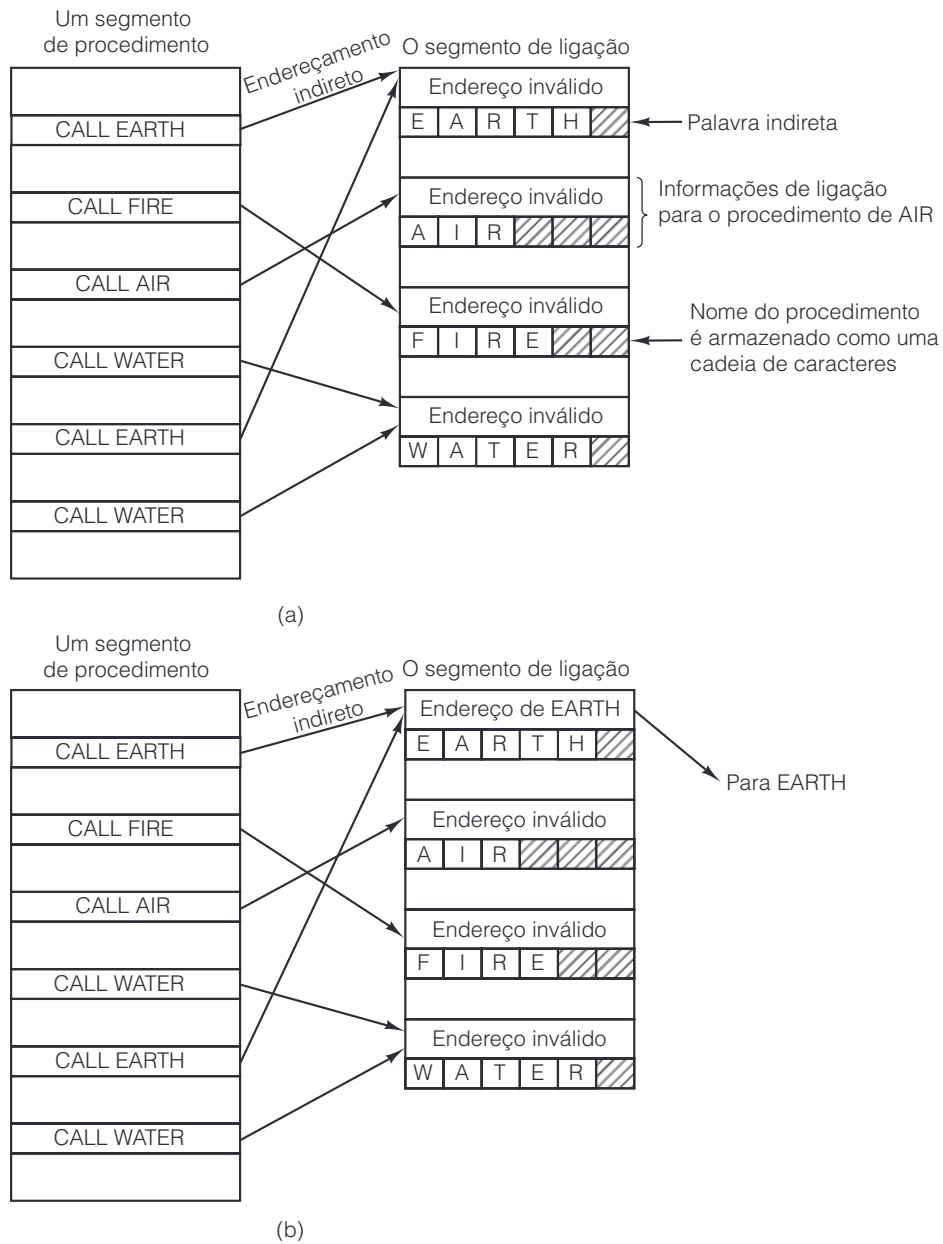 Um segmento
de procedimento
O segmento de ligação
Endereçamento
indireto
CALL EARTH
CALL FIRE
CALL AIR
CALL WATER
CALL EARTH
CALL WATER
Endereço inválido
E A R T H
Palavra indireta
Endereço inválido
A I R
Informações de ligação
para o procedimento de AIR
Endereço inválido
F I R E
Nome do procedimento
é armazenado como uma
cadeia de caracteres
Endereço inválido
W A T E R
(a)
Um segmento
de procedimento
O segmento de ligação
Endereçamento
indireto
CALL EARTH
CALL FIRE
CALL AIR
CALL WATER
CALL EARTH
CALL WATER
Endereço de EARTH
E A R T H
Para EARTH
Endereço inválido
A I R
Endereço inválido
F I R E
Endereço inválido
W A T E R
(b)